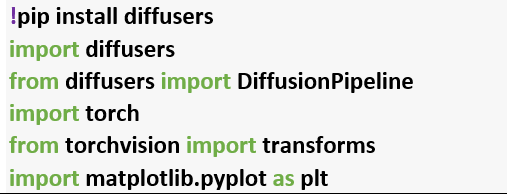 !pip install diffusers
import diffusers
from diffusers import DiffusionPipeline
import torch
from torchvision import transforms
import matplotlib.pyplot as plt